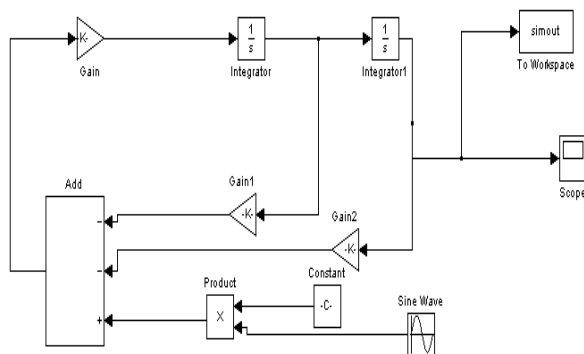 simout
To Workspace
K-
1
s
1
s
Gain
Integrator
Integrator1
Scope
Add
Gain1
-K-
Gain2
-K-
-
-
+
Product
X
Constant
-C-
Sine Wave